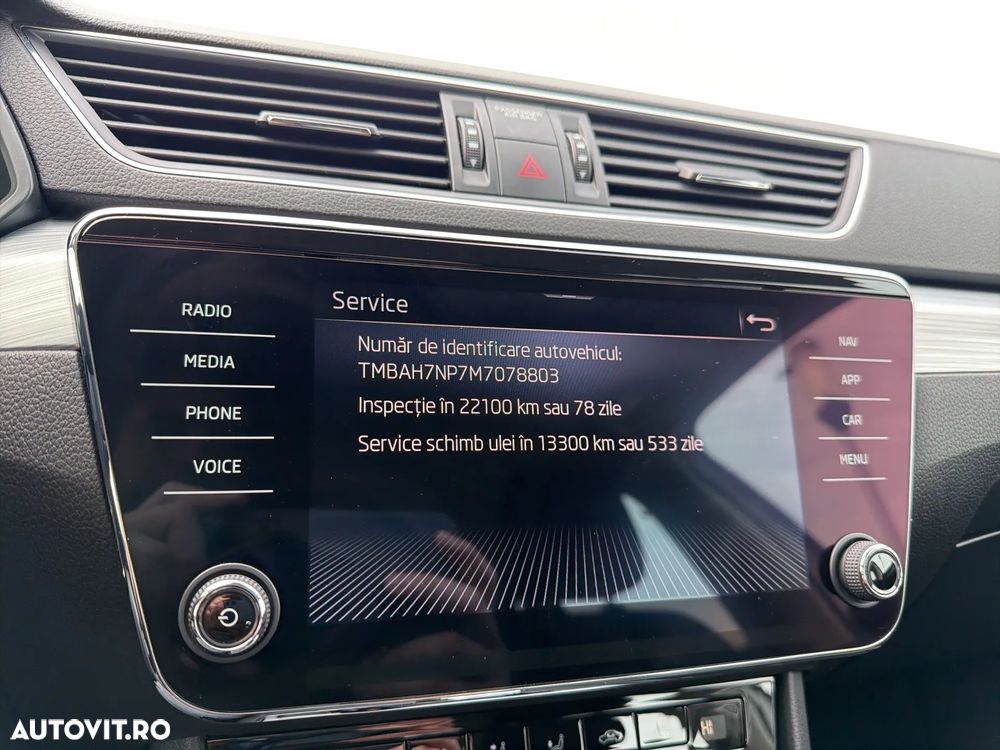 PASSENGER
AIR BAG
Service
RADIO
MEDIA
PHONE
VOICE
Număr de identificare autovehicul:
TMBAH7NP7M7078803
Inspecție în 22100 km sau 78 zile
Service schimb ulei în 13300 km sau 533 zile
NAV
APP
CAR
MENU
AUTOVIT.RO